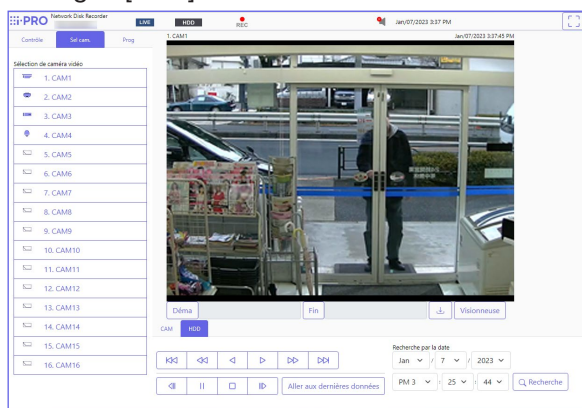 i-PRO Network Disk Recorder
LIVE
HDD
REC
Jan/07/2023 3:37 PM
Contrôle
Sel cams
Prog
1. CAM1
Jan/07/2023 3:37:45 PM
Sélection de caméra vidéo
1. CAM1
2. CAM2
3. CAM3
4. CAM4
5. CAM5
6. CAM6
7. CAM7
8. CAM8
9. CAM9
10. CAM10
11. CAM11
12. CAM12
13. CAM13
14. CAM14
15. CAM15
16. CAM16
Déma
Fin
Visionneuse
CAM
HDD
Recherche par la date
Jan / 7 / 2023
PM 3 : 25 : 44
Recherche
Aller aux dernières données